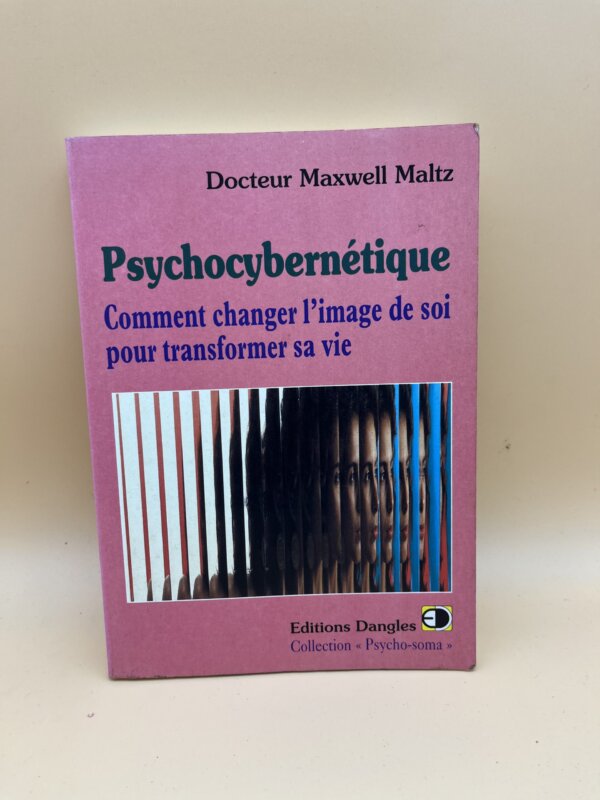 Docteur Maxwell Maltz
Psychocybernétique
Comment changer l'image de soi
pour transformer sa vie
Editions Dangles
Collection « Psycho-soma »